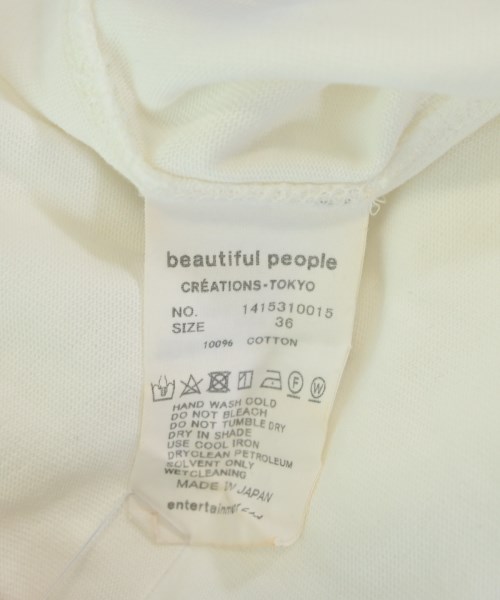 beautiful people
CRÉATIONS-TOKYO
NO. 1415310015
SIZE 36
100% COTTON
F W
HAND WASH COLD
DO NOT BLEACH
DO NOT TUMBLE DRY
DRY IN SHADE
USE COOL IRON
DRYCLEAN PETROLEUM
SOLVENT ONLY
WETCLEANING
MADE IN JAPAN